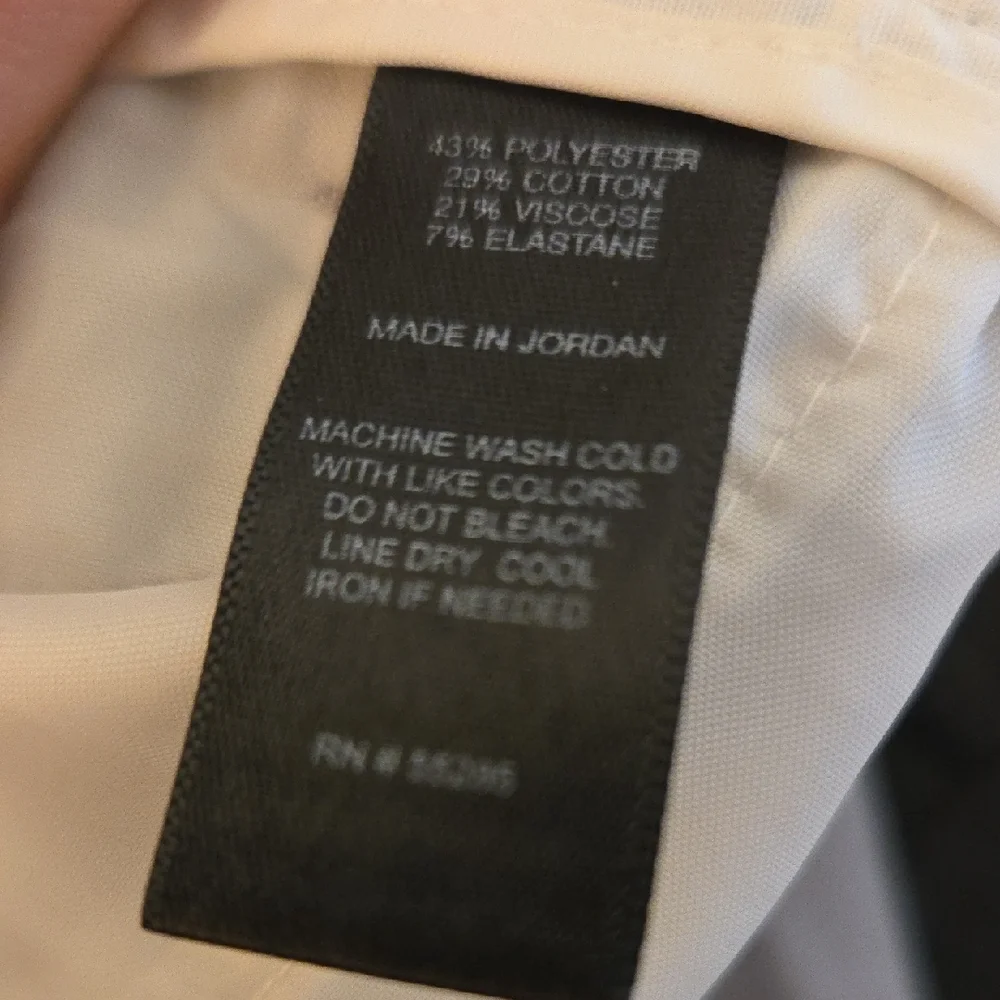 43% POLYESTER
29% COTTON
21% VISCOSE
7% ELASTANE
MADE IN JORDAN
MACHINE WASH COLD
WITH LIKE COLORS.
DO NOT BLEACH.
LINE DRY. COOL
IRON IF NEEDED
RN #